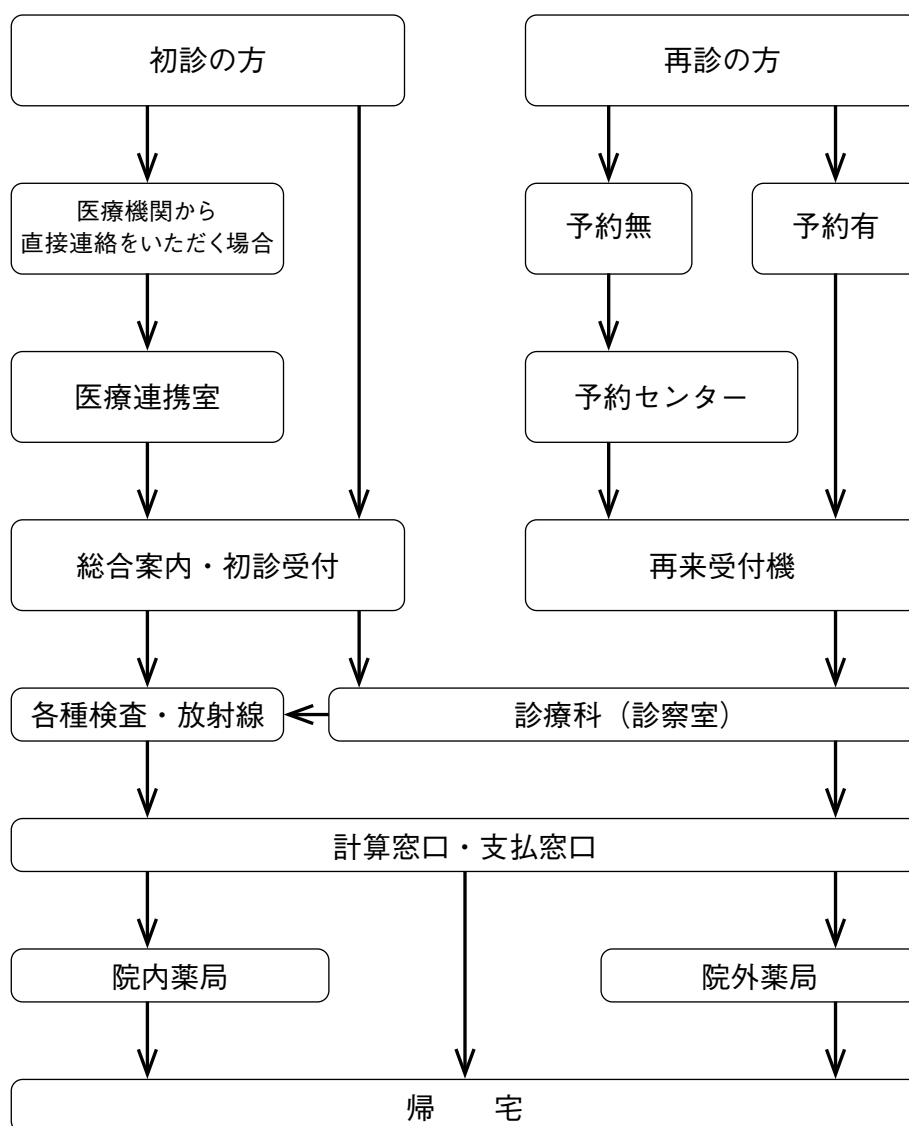 初診の方
再診の方
医療機関から
直接連絡をいただく場合
予約無
予約有
医療連携室
予約センター
総合案内・初診受付
再来受付機
各種検査・放射線
診療科（診察室）
計算窓口・支払窓口
院内薬局
院外薬局
帰　　宅